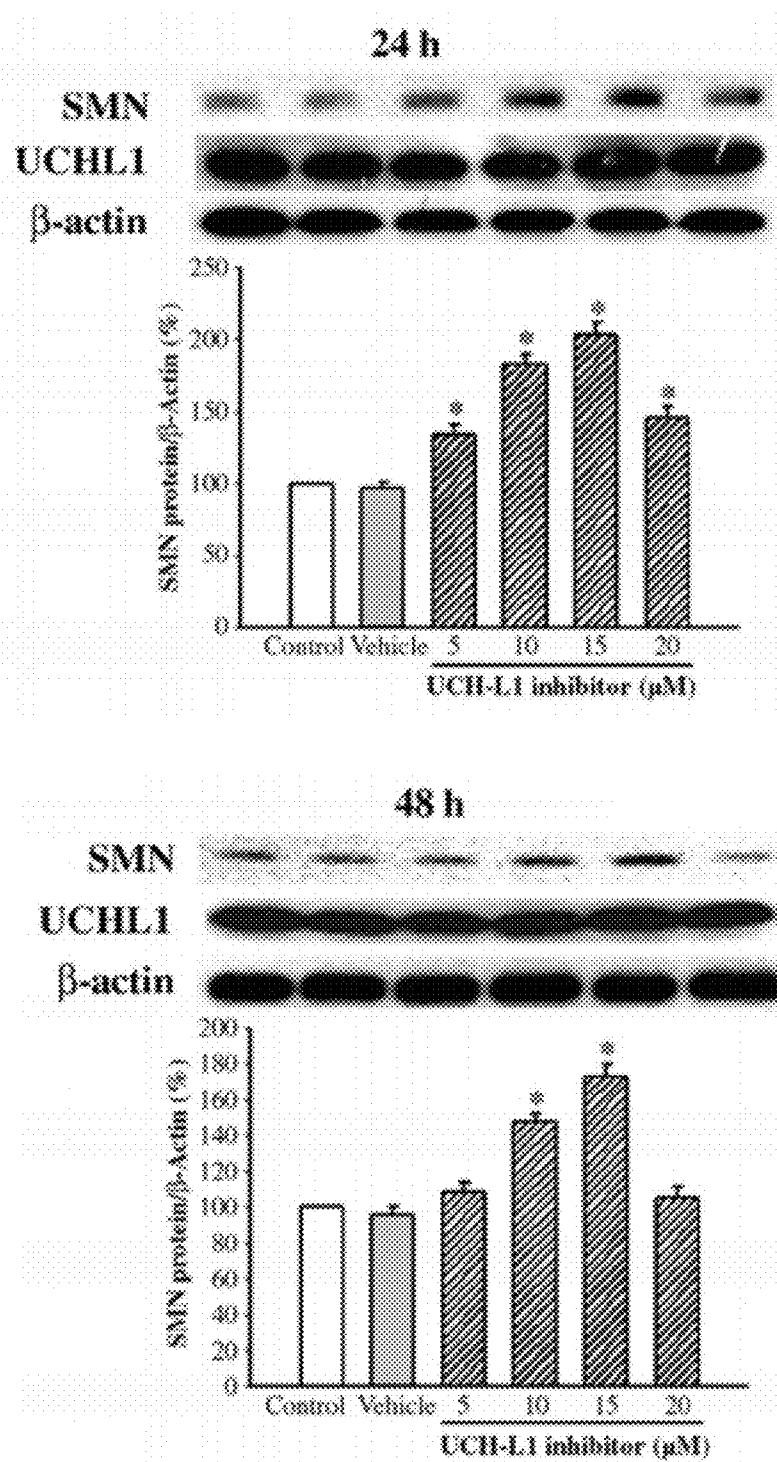 24 h
SMN
UCHL1
β-actin
250
200
150
100
50
0
SMN protein/β-Actin (%)
* * * *
Control Vehicle 5 10 15 20
UCH-L1 inhibitor (μM)
48 h
SMN
UCHL1
β-actin
200
180
160
140
120
100
80
60
40
20
0
SMN protein/β-Actin (%)
* *
Control Vehicle 5 10 15 20
UCH-L1 inhibitor (μM)